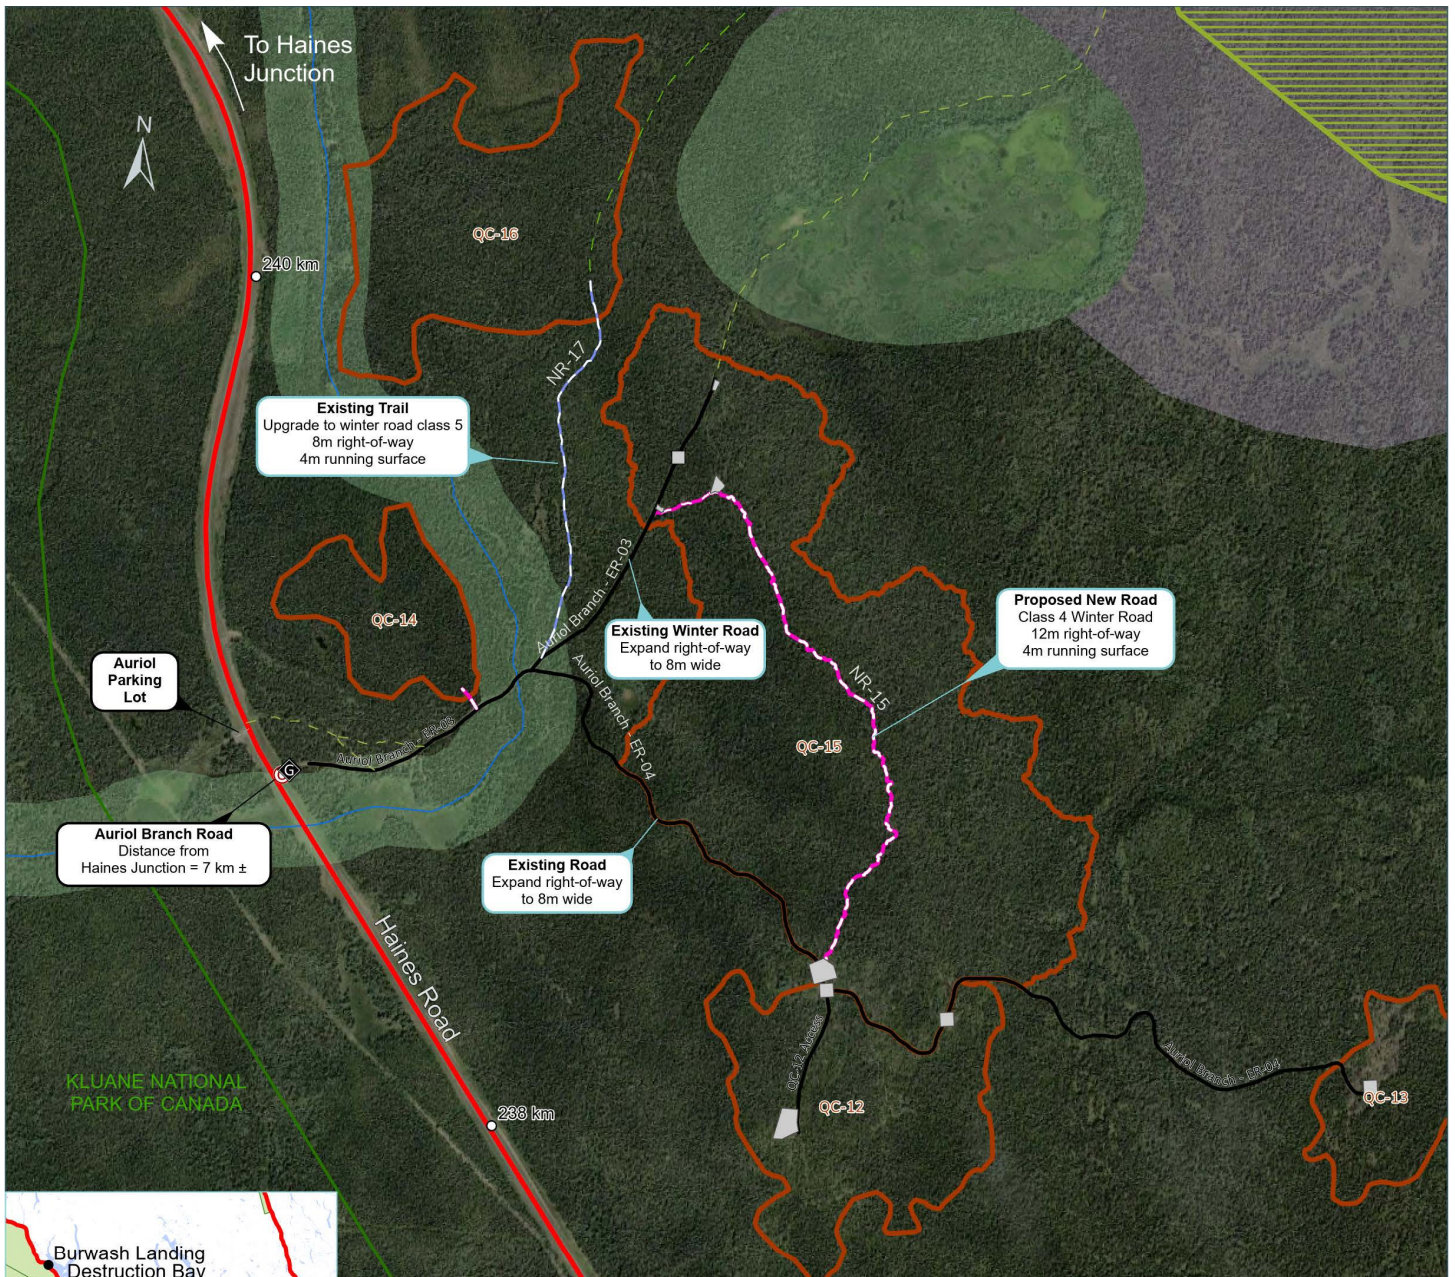 To Haines
Junction
N
QC-16
240 km
NR-17
Existing Trail
Upgrade to winter road class 5
8m right-of-way
4m running surface
Auriol Branch - ER-03
QC-14
Existing Winter Road
Expand right-of-way
to 8m wide
Proposed New Road
Class 4 Winter Road
12m right-of-way
4m running surface
Auriol
Parking
Lot
Auriol Branch - ER-04
NR-15
QC-15
Auriol Branch - ER-03
G
Auriol Branch Road
Distance from
Haines Junction = 7 km ±
Existing Road
Expand right-of-way
to 8m wide
Haines Road
QC-12 Access
Auriol Branch - ER-04
KLUANE NATIONAL
PARK OF CANADA
238 km
QC-12
QC-13
Burwash Landing
Destruction Bay